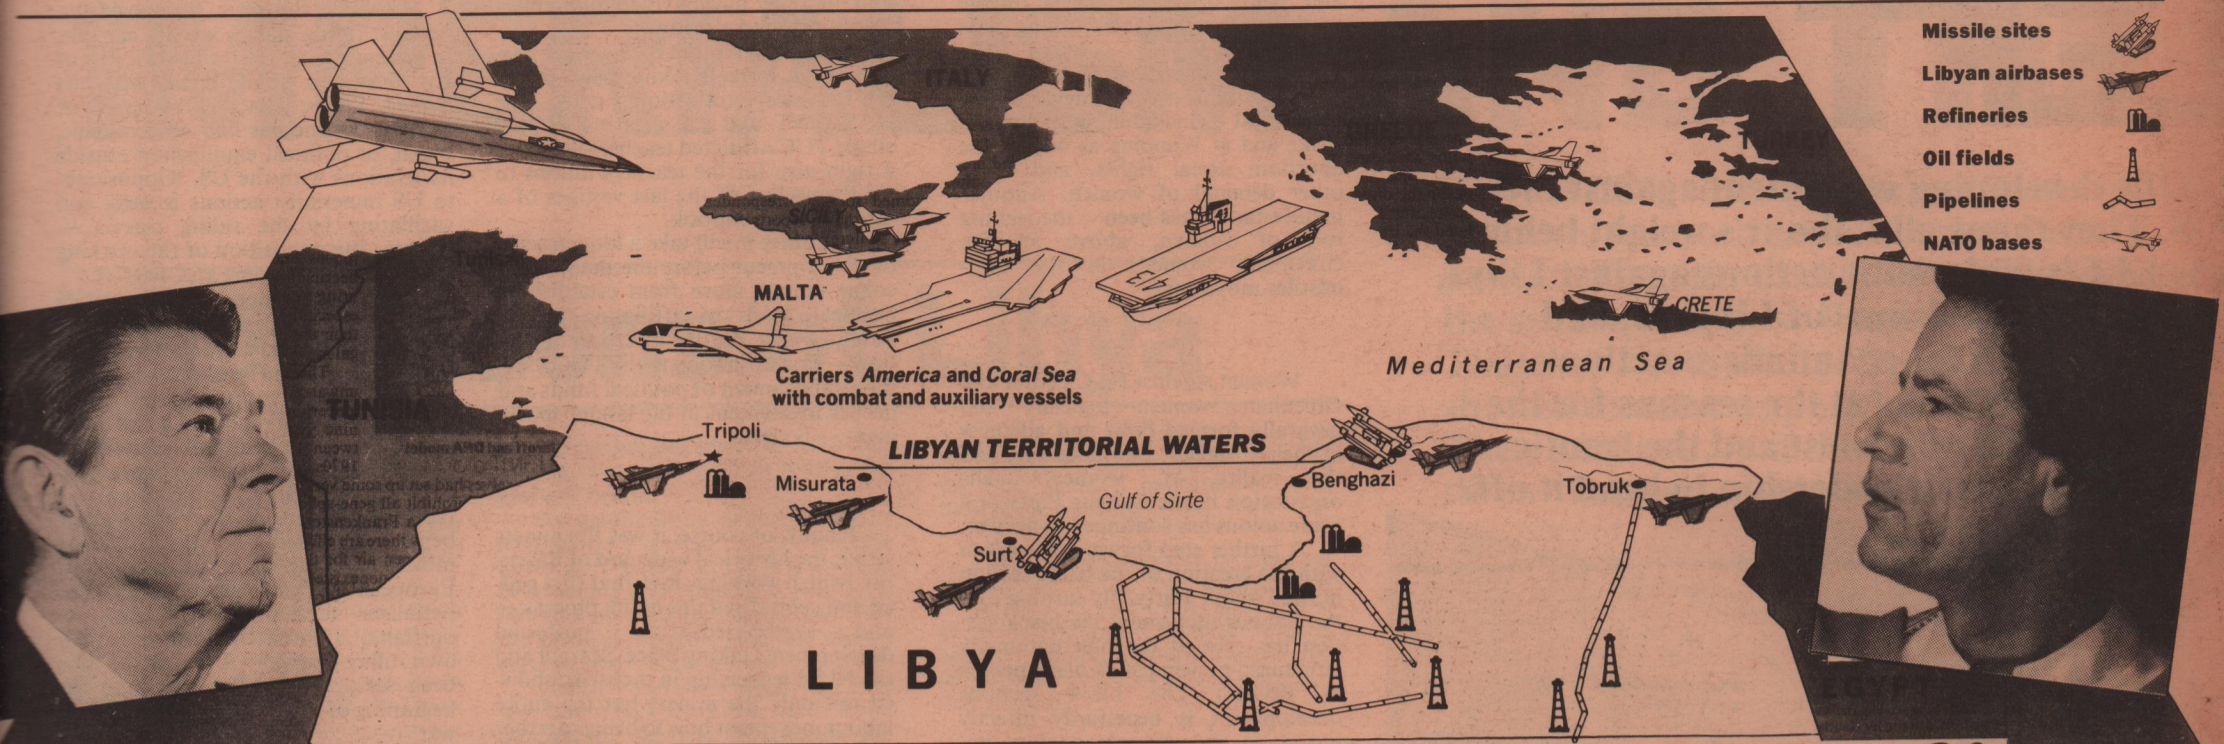 Missile sites
Libyan airbases
Refineries
Oil fields
Pipelines
NATO bases
ITALY
GREECE
TURKEY
SICILY
Tunis
MALTA
CRETE
43
Mediterranean Sea
Carriers America and Coral Sea
with combat and auxiliary vessels
TUNISIA
Tripoli
LIBYAN TERRITORIAL WATERS
Misurata
Gulf of Sirte
Benghazi
Tobruk
Surt
LIBYA
EGYPT